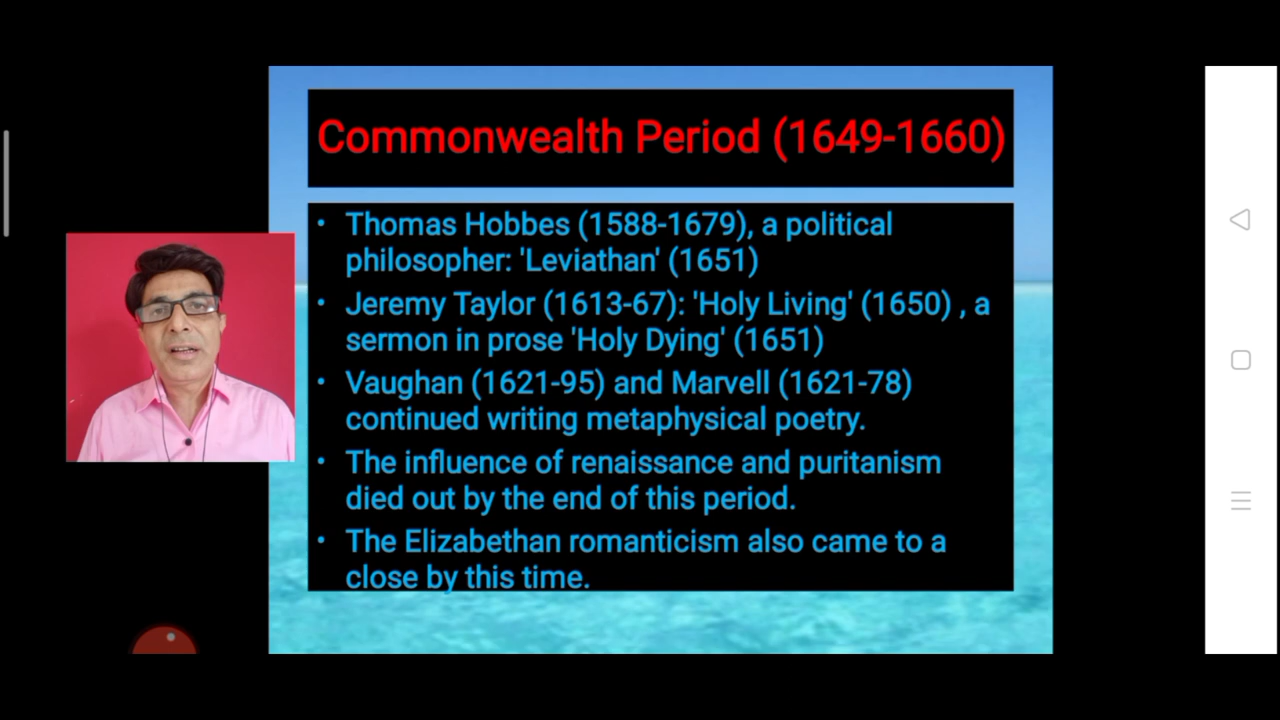 Commonwealth Period (1649-1660)
• Thomas Hobbes (1588-1679), a political
philosopher: 'Leviathan' (1651)
• Jeremy Taylor (1613-67): 'Holy Living' (1650) , a
sermon in prose 'Holy Dying' (1651)
• Vaughan (1621-95) and Marvell (1621-78)
continued writing metaphysical poetry.
• The influence of renaissance and puritanism
died out by the end of this period.
• The Elizabethan romanticism also came to a
close by this time.